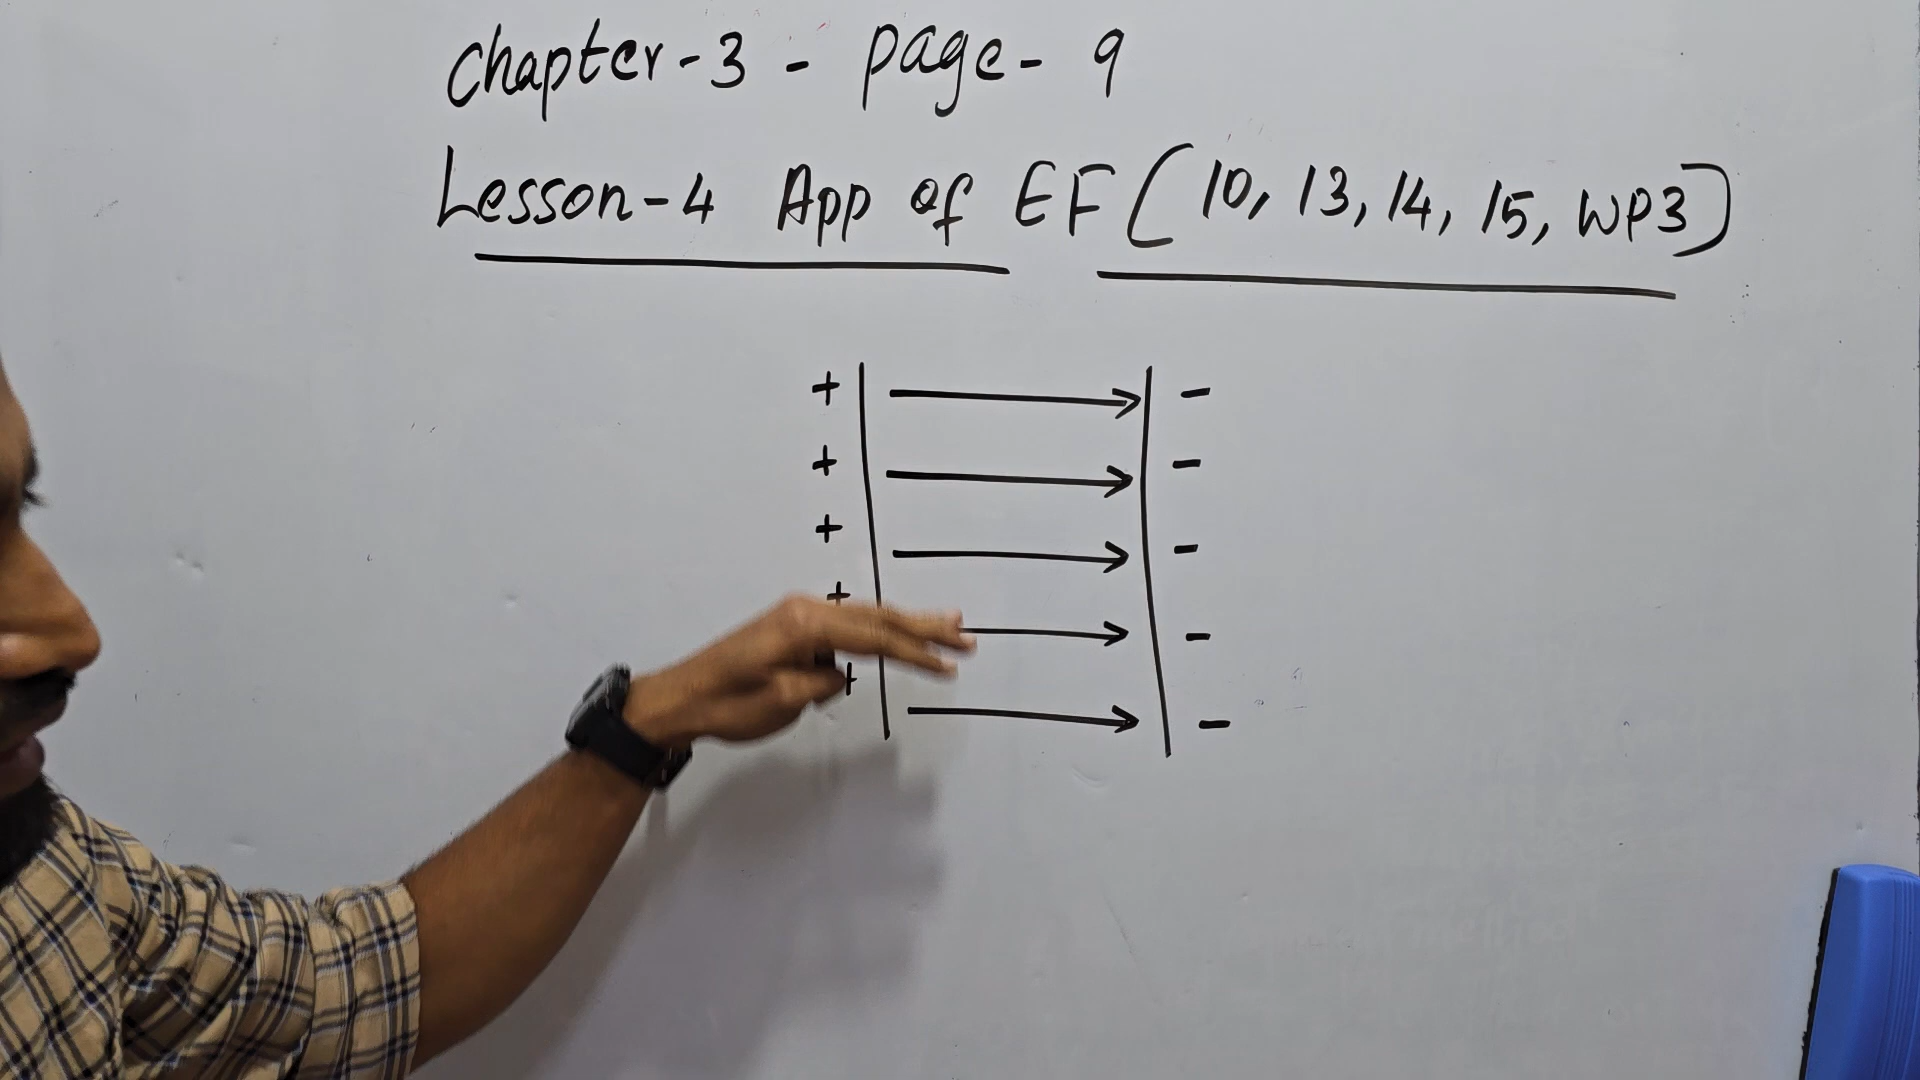 Chapter-3 - page- 9
Lesson-4 App of EF (10, 13, 14, 15, WP3)
+ -
+ -
+ -
+ -
+ -